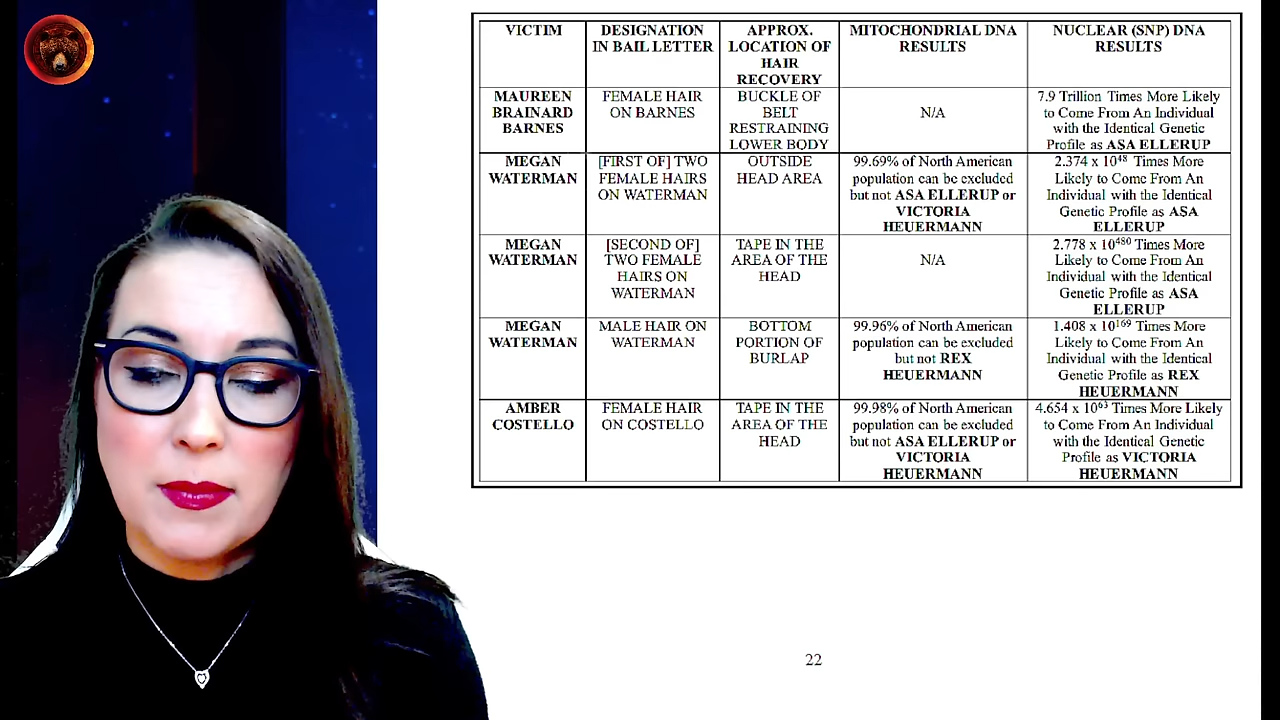 VICTIM
DESIGNATION
IN BAIL LETTER
APPROX.
LOCATION OF
HAIR
RECOVERY
MITOCHONDRIAL DNA
RESULTS
NUCLEAR (SNP) DNA
RESULTS
MAUREEN
BRAINARD
BARNES
FEMALE HAIR
ON BARNES
BUCKLE OF
BELT
RESTRAINING
LOWER BODY
N/A
7.9 Trillion Times More Likely
to Come From An Individual
with the Identical Genetic
Profile as ASA ELLERUP
MEGAN
WATERMAN
[FIRST OF] TWO
FEMALE HAIRS
ON WATERMAN
OUTSIDE
HEAD AREA
99.69% of North American
population can be excluded
but not ASA ELLERUP or
VICTORIA
HEUERMANN
2.374 x 10⁴⁸ Times More
Likely to Come From An
Individual with the Identical
Genetic Profile as ASA
ELLERUP
MEGAN
WATERMAN
[SECOND OF]
TWO FEMALE
HAIRS ON
WATERMAN
TAPE IN THE
AREA OF THE
HEAD
N/A
2.778 x 10⁴⁸⁰ Times More
Likely to Come From An
Individual with the Identical
Genetic Profile as ASA
ELLERUP
MEGAN
WATERMAN
MALE HAIR ON
WATERMAN
BOTTOM
PORTION OF
BURLAP
99.96% of North American
population can be excluded
but not REX
HEUERMANN
1.408 x 10¹⁶⁹ Times More
Likely to Come From An
Individual with the Identical
Genetic Profile as REX
HEUERMANN
AMBER
COSTELLO
FEMALE HAIR
ON COSTELLO
TAPE IN THE
AREA OF THE
HEAD
99.98% of North American
population can be excluded
but not ASA ELLERUP or
VICTORIA
HEUERMANN
4.654 x 10⁶³ Times More Likely
to Come From An Individual
with the Identical Genetic
Profile as VICTORIA
HEUERMANN
22